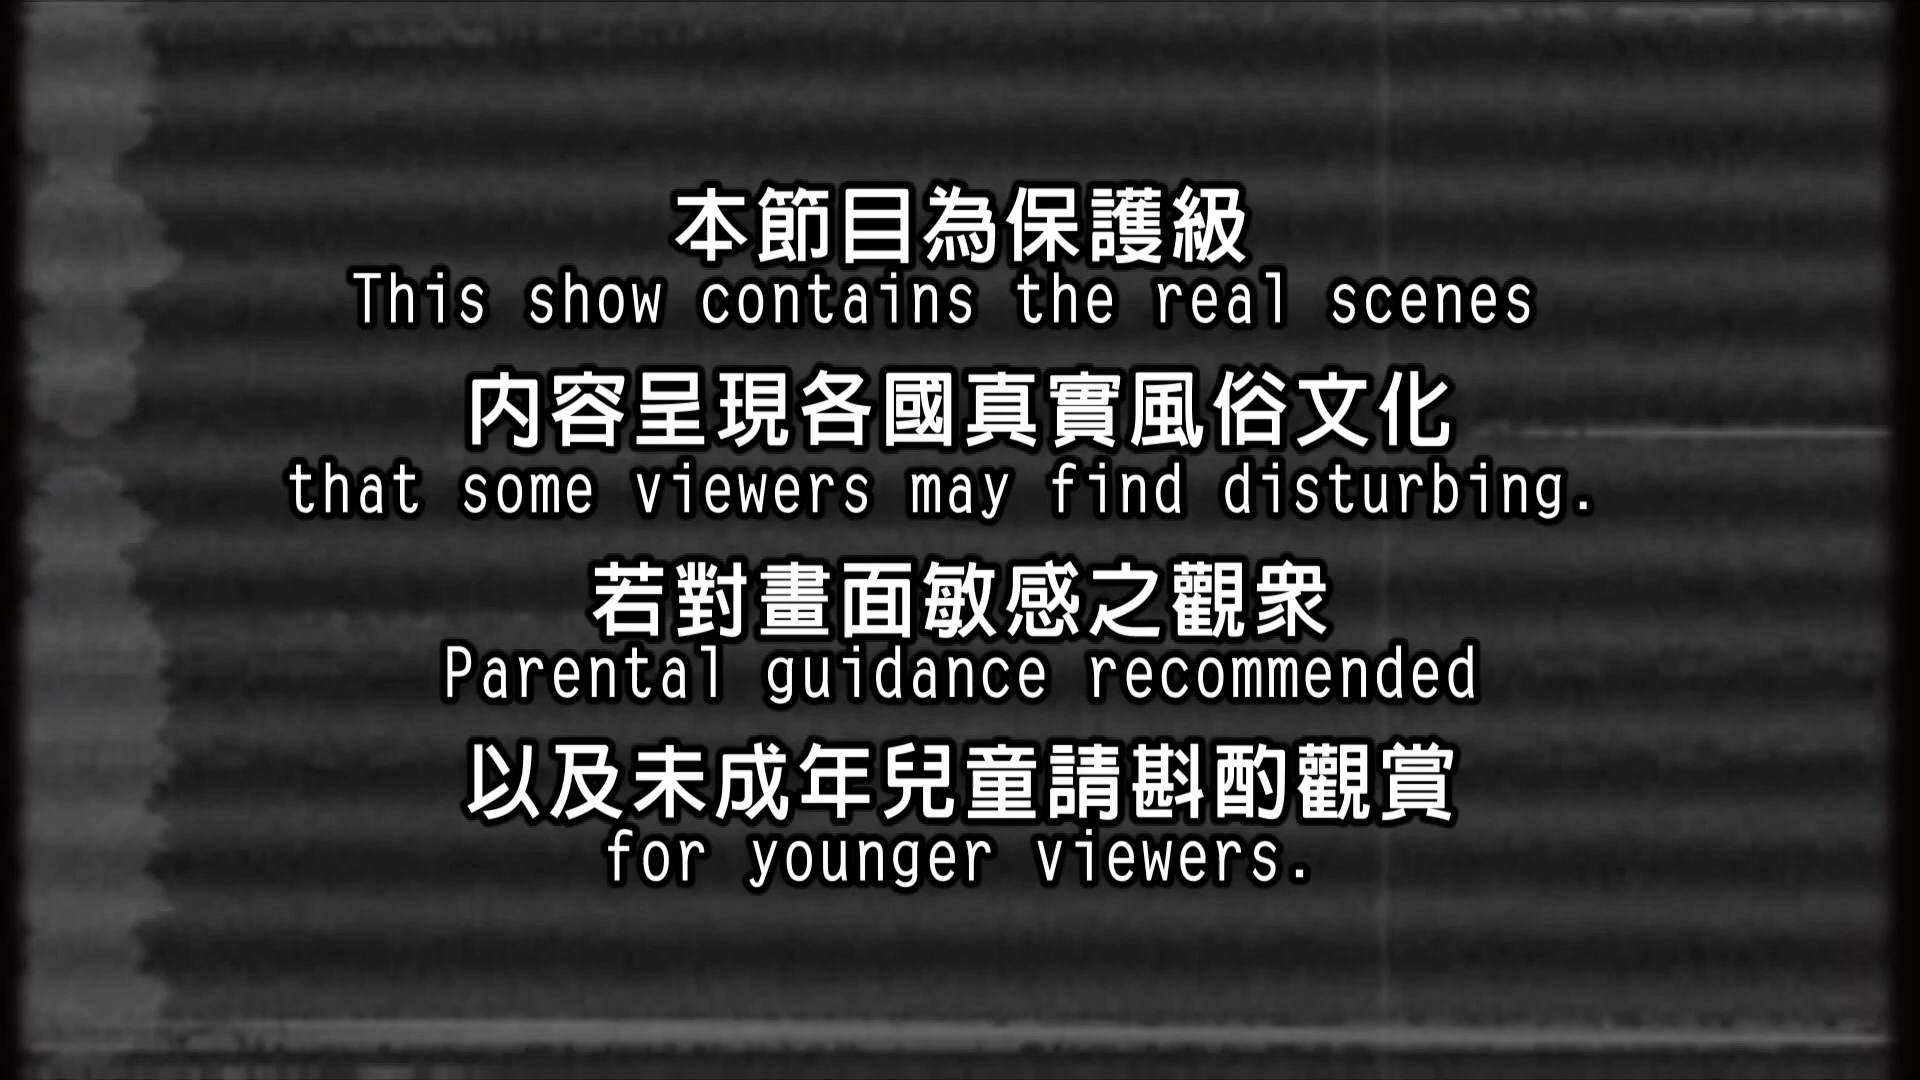 本節目為保護級
This show contains the real scenes
内容呈現各國真實風俗文化
that some viewers may find disturbing.
若對畫面敏感之觀眾
Parental guidance recommended
以及未成年兒童請斟酌觀賞
for younger viewers.